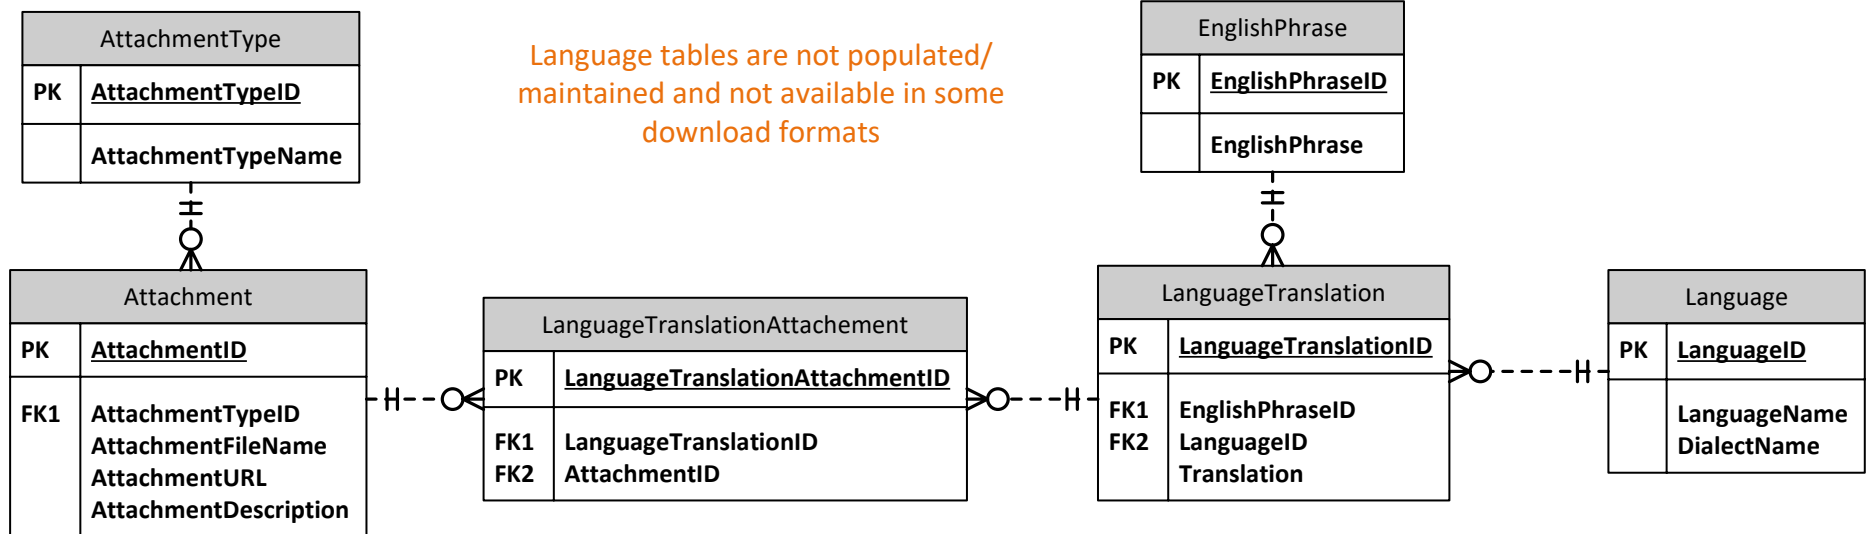 AttachmentType
PK AttachmentTypeID
AttachmentTypeName
Language tables are not populated/
maintained and not available in some
download formats
EnglishPhrase
PK EnglishPhraseID
EnglishPhrase
Attachment
PK AttachmentID
FK1 AttachmentTypeID
AttachmentFileName
AttachmentURL
AttachmentDescription
LanguageTranslationAttachement
PK LanguageTranslationAttachmentID
FK1 LanguageTranslationID
FK2 AttachmentID
LanguageTranslation
PK LanguageTranslationID
FK1 EnglishPhraseID
FK2 LanguageID
Translation
Language
PK LanguageID
LanguageName
DialectName